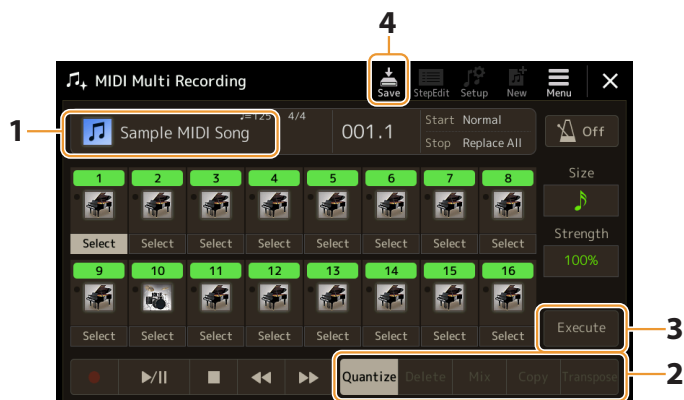 4
MIDI Multi Recording
Save StepEdit Setup New Menu
1
Sample MIDI Song
♩=125 4/4
001.1
Start Normal
Stop Replace All
Off
1 2 3 4 5 6 7 8
Select Select Select Select Select Select Select Select
Size
Strength
100%
9 10 11 12 13 14 15 16
Select Select Select Select Select Select Select Select
Execute
3
Quantize Delete Mix Copy Transpose
2